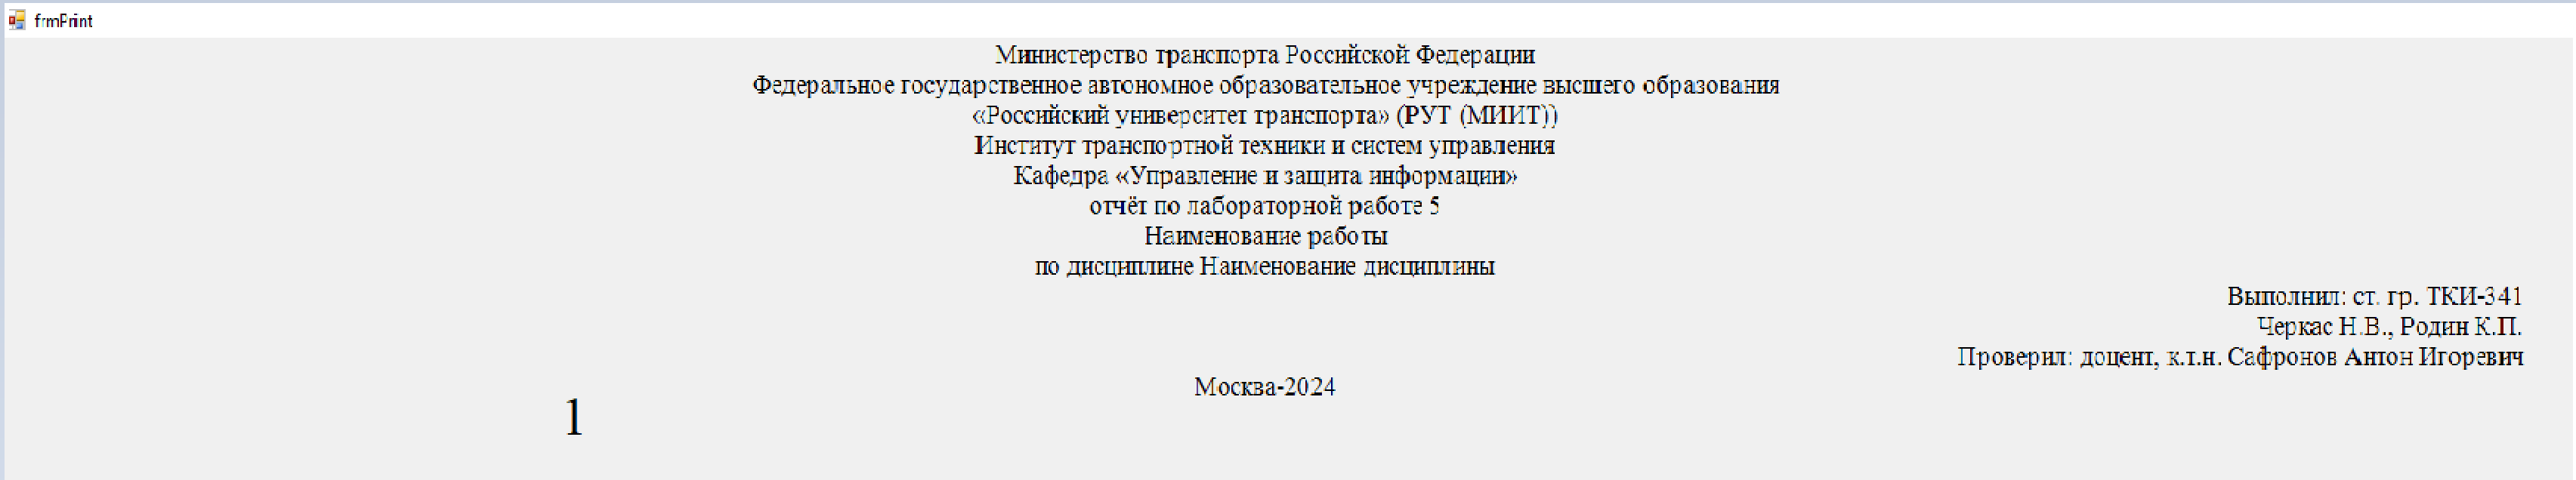 frmPrint
Министерство транспорта Российской Федерации
Федеральное государственное автономное образовательное учреждение высшего образования
«Российский университет транспорта» (РУТ (МИИТ))
Институт транспортной техники и систем управления
Кафедра «Управление и защита информации»
отчёт по лабораторной работе 5
Наименование работы
по дисциплине Наименование дисциплины
Выполнил: ст. гр. ТКИ-341
Черкас Н.В., Родин К.П.
Проверил: доцент, к.т.н. Сафронов Антон Игоревич
Москва-2024
1